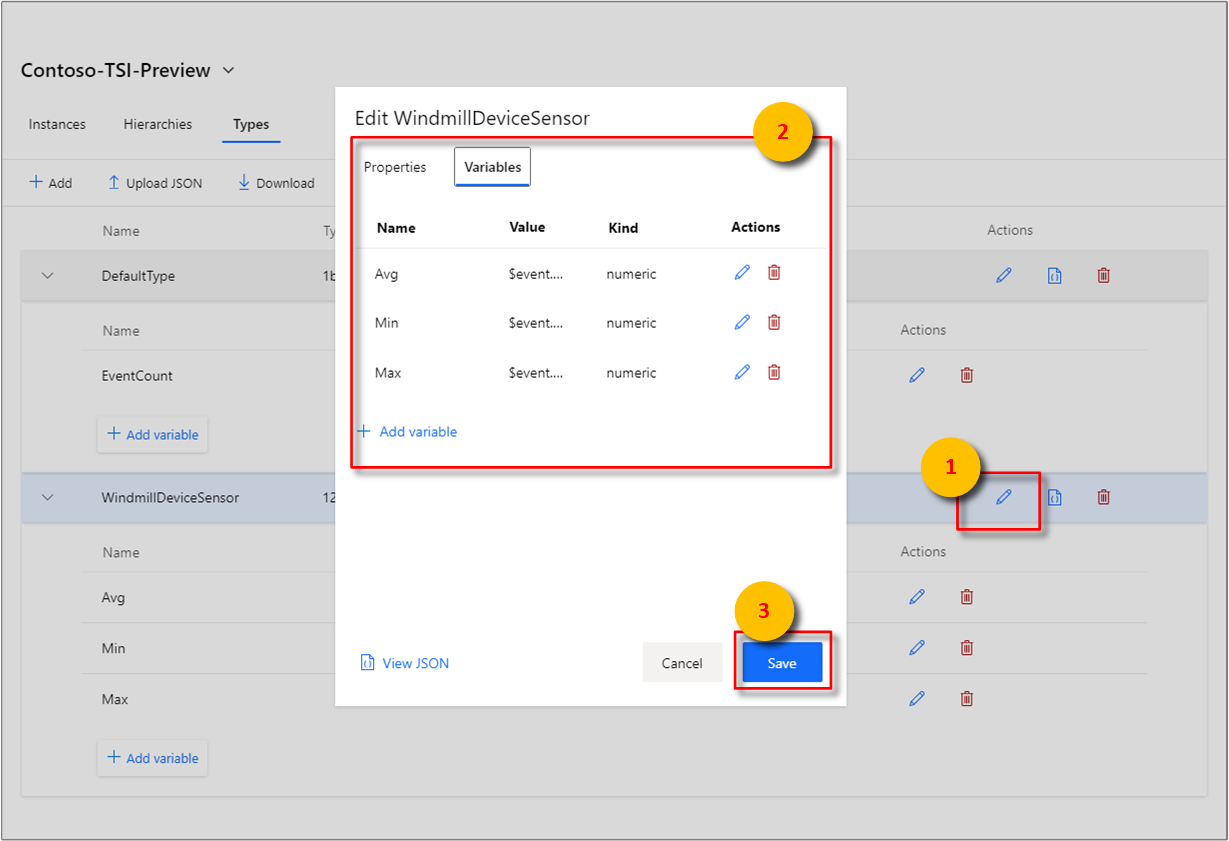 Contoso-TSI-Preview
Instances Hierarchies Types
Add Upload JSON Download
Name Ty Actions
DefaultType 1b
Name Actions
EventCount
Add variable
WindmillDeviceSensor 12
1
Name Actions
Avg
Min
Max
Add variable
Edit WindmillDeviceSensor
2
Properties Variables
Name Value Kind Actions
Avg $event.... numeric
Min $event.... numeric
Max $event.... numeric
Add variable
3
View JSON Cancel Save